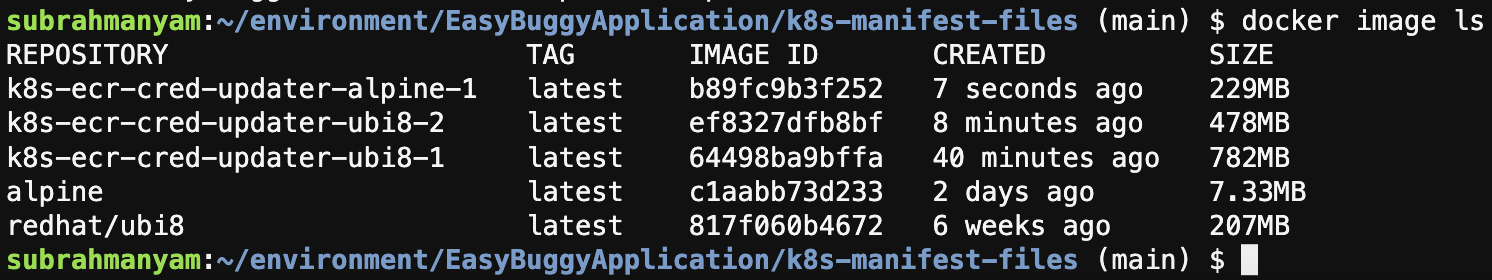 subrahmanyam:~/environment/EasyBuggyApplication/k8s-manifest-files (main) $ docker image ls
REPOSITORY TAG IMAGE ID CREATED SIZE
k8s-ecr-cred-updater-alpine-1 latest b89fc9b3f252 7 seconds ago 229MB
k8s-ecr-cred-updater-ubi8-2 latest ef8327dfb8bf 8 minutes ago 478MB
k8s-ecr-cred-updater-ubi8-1 latest 64498ba9bffa 40 minutes ago 782MB
alpine latest c1aabb73d233 2 days ago 7.33MB
redhat/ubi8 latest 817f060b4672 6 weeks ago 207MB
subrahmanyam:~/environment/EasyBuggyApplication/k8s-manifest-files (main) $